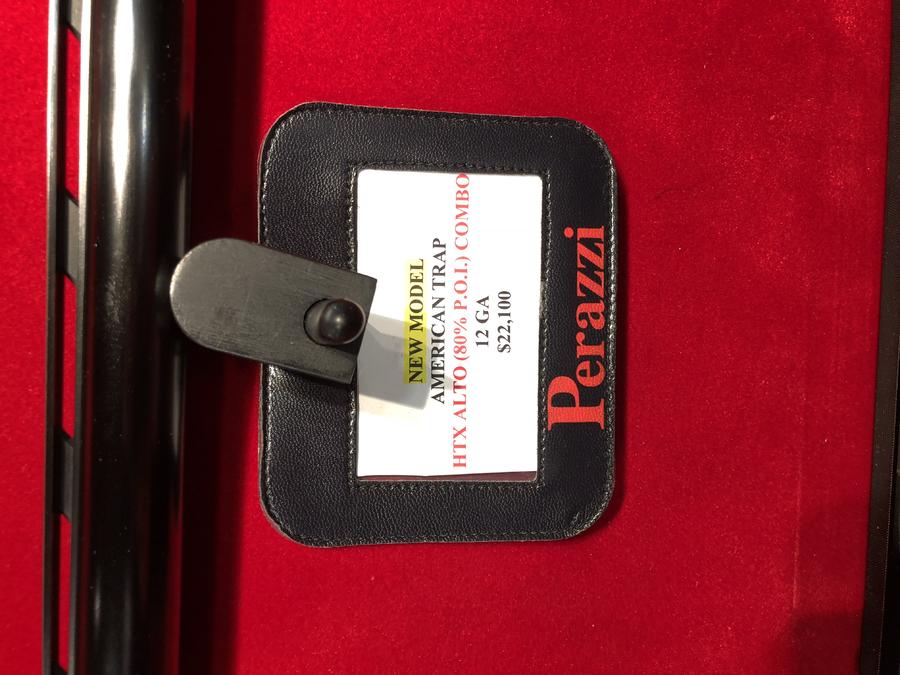 NEW MODEL
AMERICAN TRAP
HTX ALTO (80% P.O.I.) COMBO
12 GA
$22,100
Perazzi